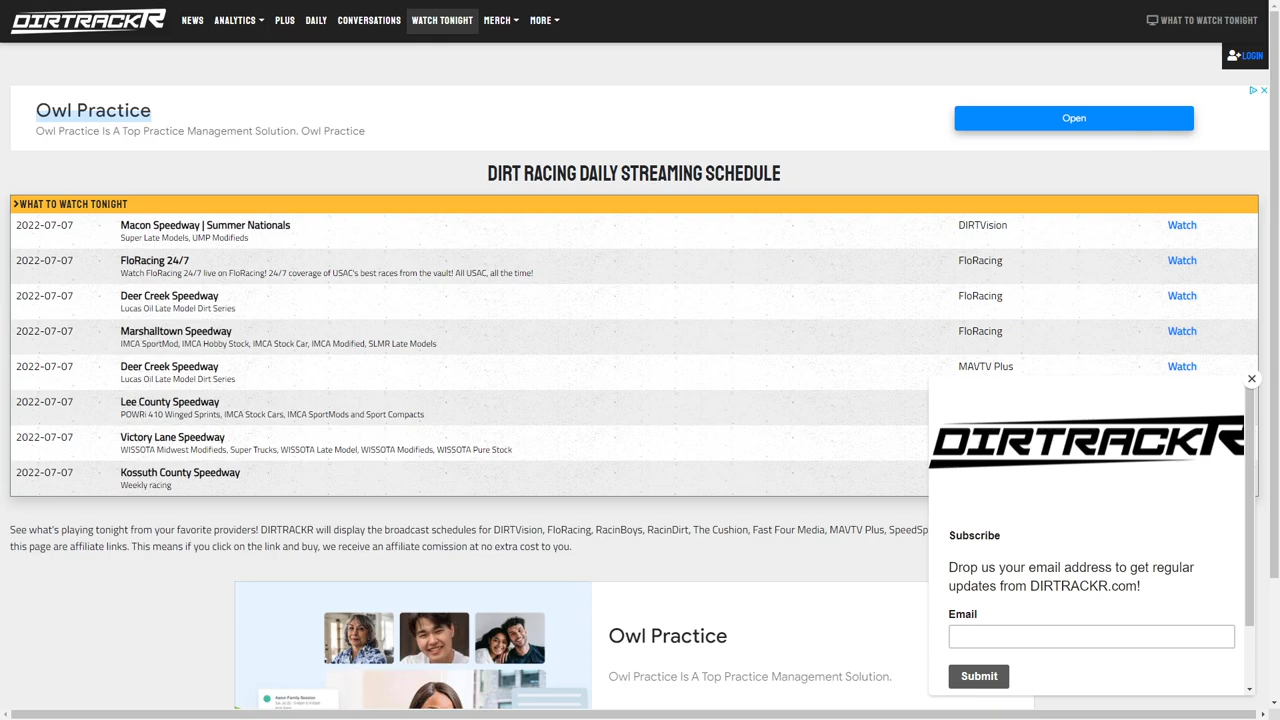 DIRTRACKR NEWS ANALYTICS PLUS DAILY CONVERSATIONS WATCH TONIGHT MERCH MORE WHAT TO WATCH TONIGHT
LOGIN
Owl Practice
Owl Practice Is A Top Practice Management Solution. Owl Practice
Open
DIRT RACING DAILY STREAMING SCHEDULE
>WHAT TO WATCH TONIGHT
2022-07-07 Macon Speedway | Summer Nationals DIRTVision Watch
Super Late Models, UMP Modifieds
2022-07-07 FloRacing 24/7 FloRacing Watch
Watch FloRacing 24/7 live on FloRacing! 24/7 coverage of USAC's best races from the vault! All USAC, all the time!
2022-07-07 Deer Creek Speedway FloRacing Watch
Lucas Oil Late Model Dirt Series
2022-07-07 Marshalltown Speedway FloRacing Watch
IMCA SportMod, IMCA Hobby Stock, IMCA Stock Car, IMCA Modified, SLMR Late Models
2022-07-07 Deer Creek Speedway MAVTV Plus Watch
Lucas Oil Late Model Dirt Series
2022-07-07 Lee County Speedway
POWRi 410 Winged Sprints, IMCA Stock Cars, IMCA SportMods and Sport Compacts
2022-07-07 Victory Lane Speedway
WISSOTA Midwest Modifieds, Super Trucks, WISSOTA Late Model, WISSOTA Modifieds, WISSOTA Pure Stock
2022-07-07 Kossuth County Speedway
Weekly racing
See what's playing tonight from your favorite providers! DIRTRACKR will display the broadcast schedules for DIRTVision, FloRacing, RacinBoys, RacinDirt, The Cushion, Fast Four Media, MAVTV Plus, SpeedSp
this page are affiliate links. This means if you click on the link and buy, we receive an affiliate comission at no extra cost to you.
DIRTRACKR
Subscribe
Drop us your email address to get regular
updates from DIRTRACKR.com!
Email
Submit
Owl Practice
Owl Practice Is A Top Practice Management Solution.